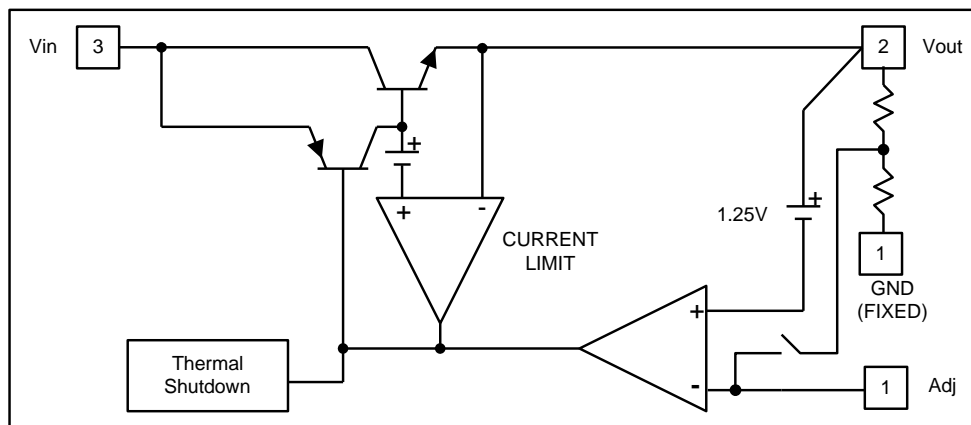 Vin
3
2
Vout
+
+
-
CURRENT
LIMIT
1.25V
+
1
GND
(FIXED)
+
-
Thermal
Shutdown
1
Adj